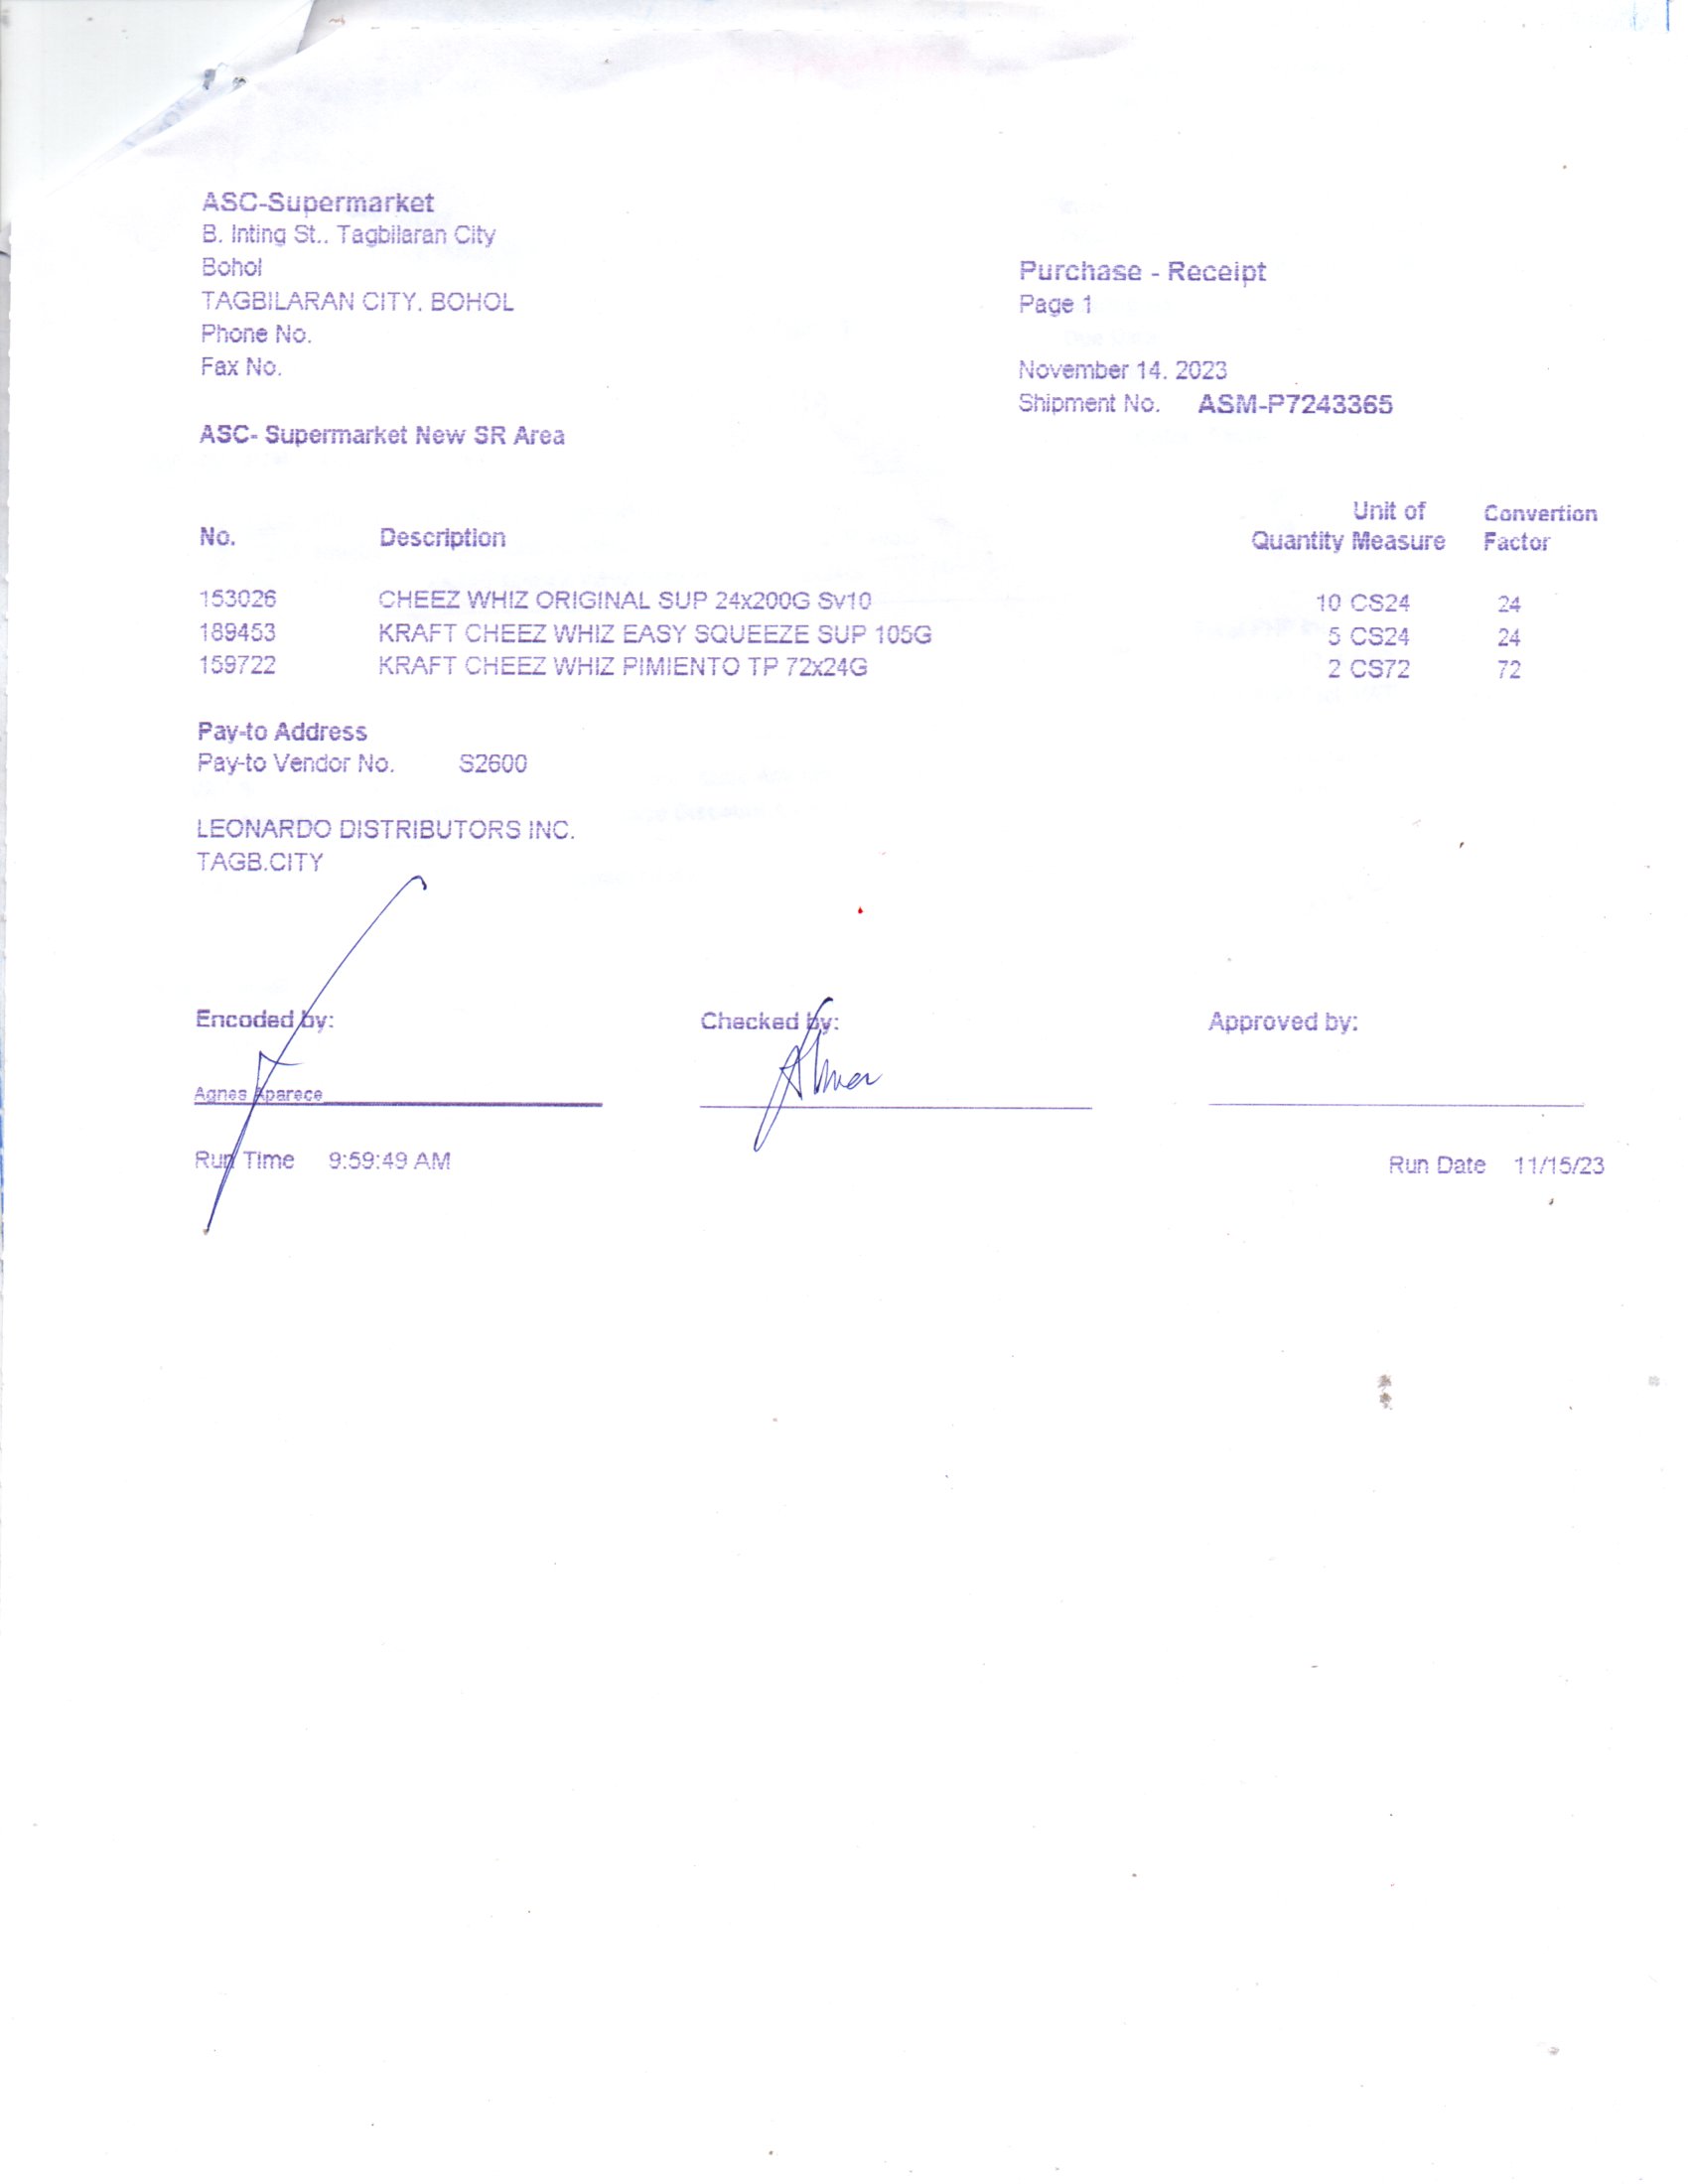 ASC-Supermarket
B. Inting St.. Tagbilaran City
Bohol
TAGBILARAN CITY. BOHOL
Phone No.
Fax No.
Purchase - Receipt
Page 1
November 14. 2023
Shipment No. ASM-P7243365
ASC- Supermarket New SR Area
No. Description Quantity Unit of Measure Convertion Factor
153026 CHEEZ WHIZ ORIGINAL SUP 24x200G Sv10 10 CS24 24
189453 KRAFT CHEEZ WHIZ EASY SQUEEZE SUP 105G 5 CS24 24
159722 KRAFT CHEEZ WHIZ PIMIENTO TP 72x24G 2 CS72 72
Pay-to Address
Pay-to Vendor No. S2600
LEONARDO DISTRIBUTORS INC.
TAGB.CITY
Encoded by: Checked by: Approved by:
Agnes Aparece
Run Time 9:59:49 AM Run Date 11/15/23